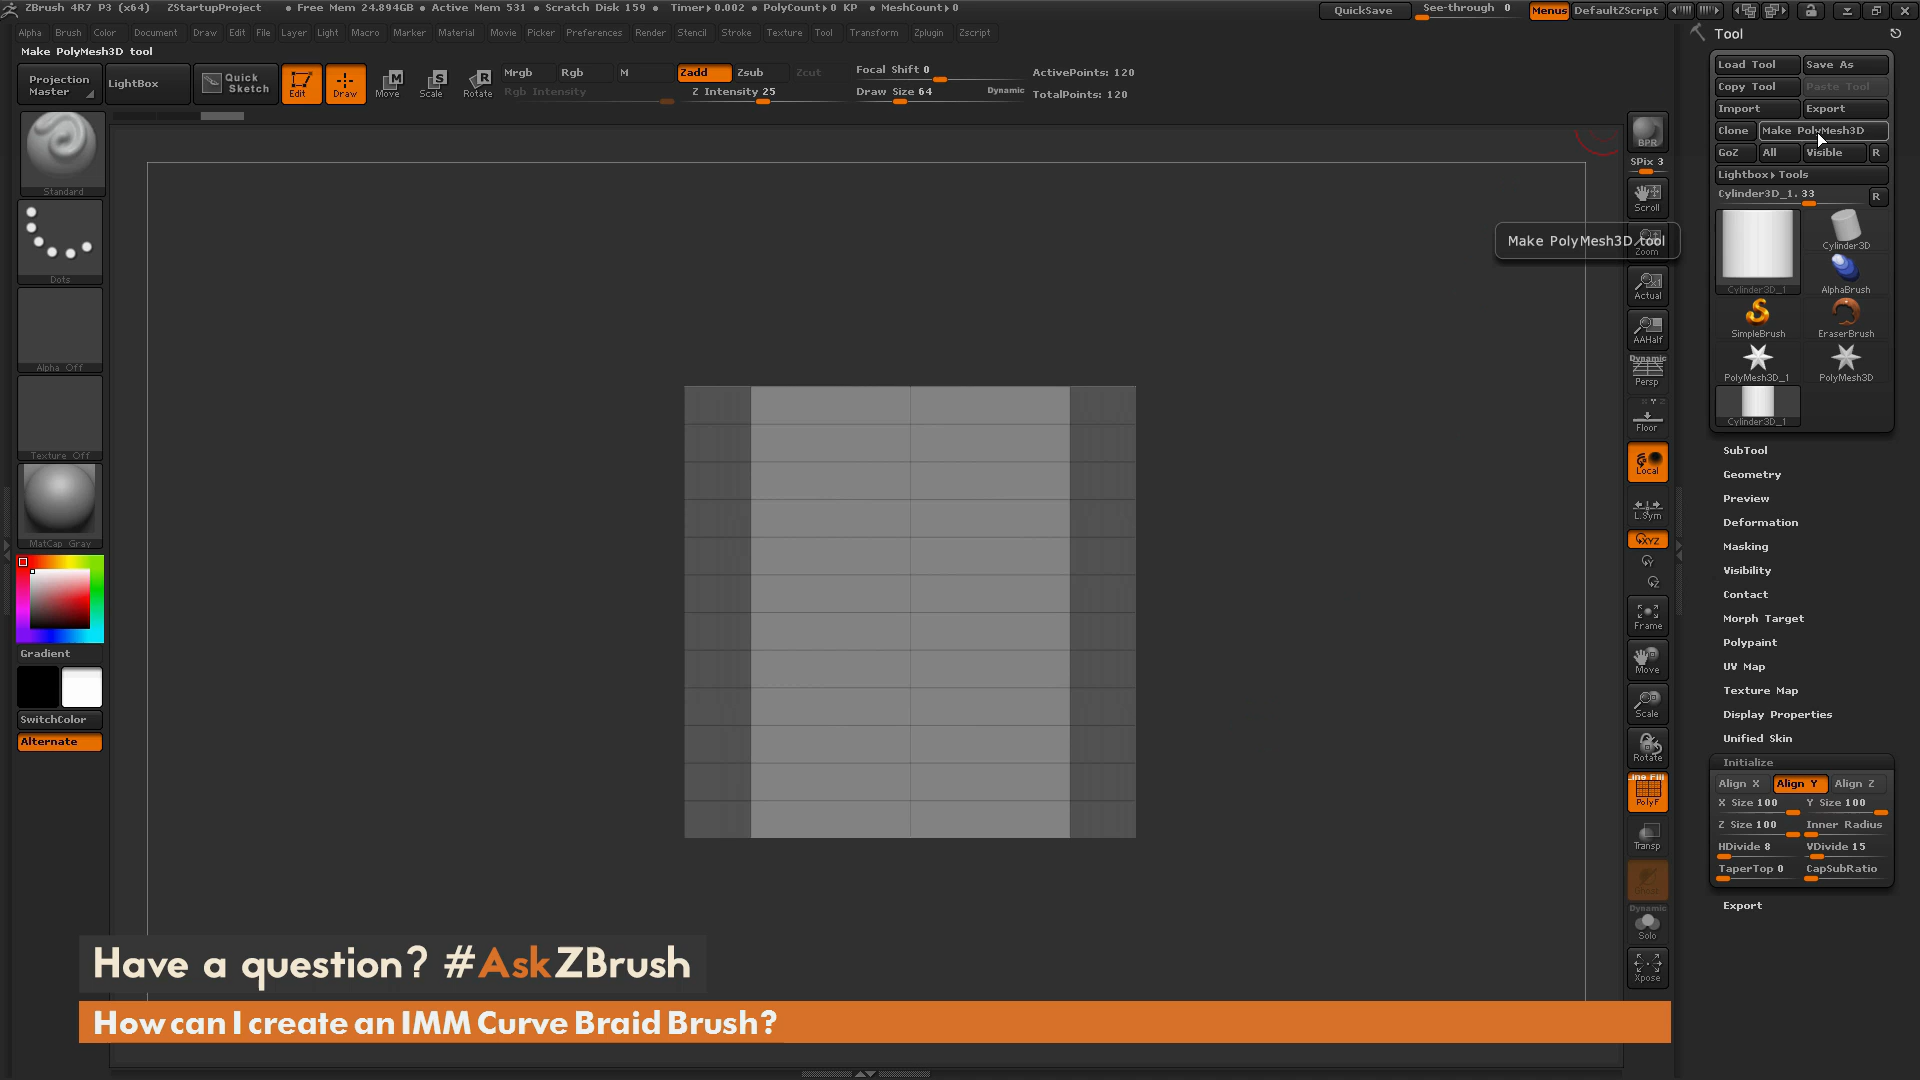 ZBrush 4R7 P3 (x64) ZStartupProject • Free Mem 24.894GB • Active Mem 531 • Scratch Disk 159 • Timer▸0.002 • PolyCount▸0 KP • MeshCount▸0 QuickSave See-through 0 Menus DefaultZScript
Alpha Brush Color Document Draw Edit File Layer Light Macro Marker Material Movie Picker Preferences Render Stencil Stroke Texture Tool Transform Zplugin Zscript
Make PolyMesh3D tool
Projection Master
LightBox
Quick Sketch
Edit
Draw
Move
Scale
Rotate
Mrgb Rgb M Zadd Zsub Zcut
Rgb Intensity Z Intensity 25
Focal Shift 0
Draw Size 64 Dynamic
ActivePoints: 120
TotalPoints: 120
Standard
Dots
Alpha Off
Texture Off
MatCap Gray
Gradient
SwitchColor
Alternate
Make PolyMesh3D tool
BPR
SPix 3
Scroll
Zoom
Actual
AAHalf
Dynamic
Persp
Floor
Local
L.Sym
XYZ
Y
Z
Frame
Move
Scale
Rotate
Line Fill
PolyF
Transp
Ghost
Dynamic
Solo
Xpose
Tool
Load Tool Save As
Copy Tool Paste Tool
Import Export
Clone Make PolyMesh3D
GoZ All Visible R
Lightbox▸Tools
Cylinder3D_1. 33 R
Cylinder3D_1 Cylinder3D
AlphaBrush
SimpleBrush EraserBrush
PolyMesh3D_1 PolyMesh3D
Cylinder3D_1
SubTool
Geometry
Preview
Deformation
Masking
Visibility
Contact
Morph Target
Polypaint
UV Map
Texture Map
Display Properties
Unified Skin
Initialize
Align X Align Y Align Z
X Size 100 Y Size 100
Z Size 100 Inner Radius
HDivide 8 VDivide 15
TaperTop 0 CapSubRatio
Export
Have a question? #AskZBrush
How can I create an IMM Curve Braid Brush?